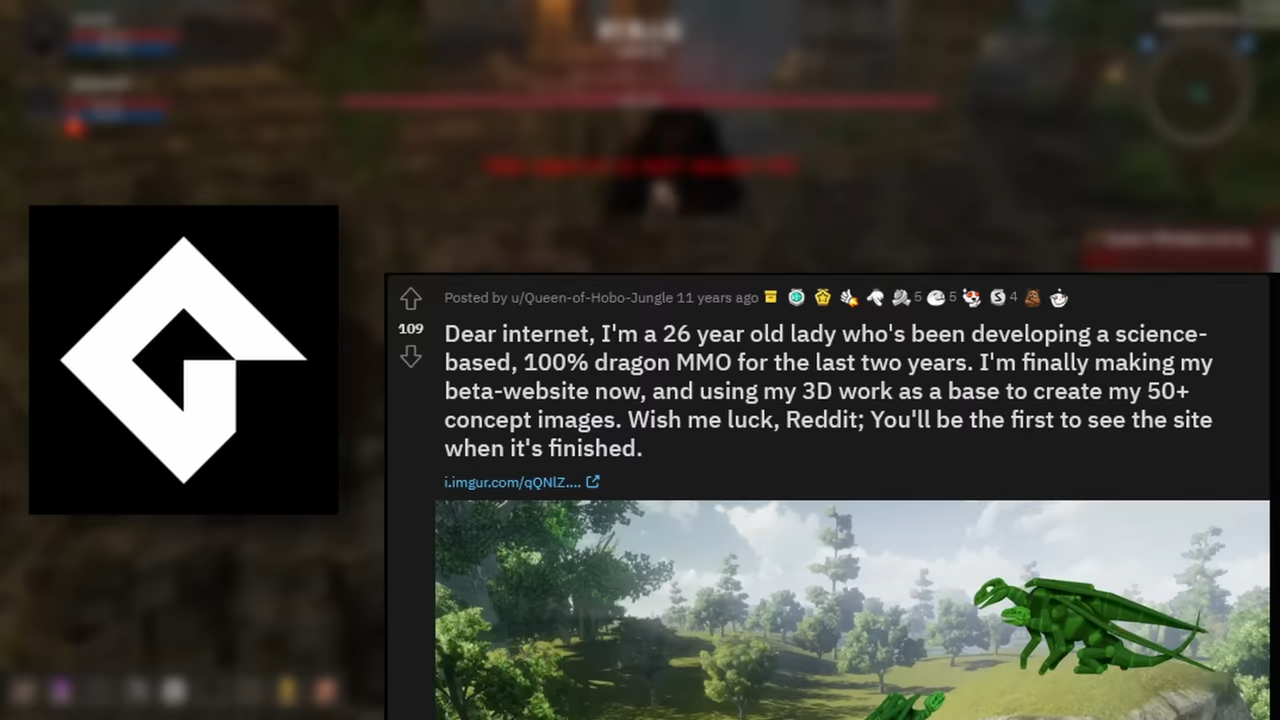 Posted by u/Queen-of-Hobo-Jungle 11 years ago 5 5 4
109
Dear internet, I'm a 26 year old lady who's been developing a science-
based, 100% dragon MMO for the last two years. I'm finally making my
beta-website now, and using my 3D work as a base to create my 50+
concept images. Wish me luck, Reddit; You'll be the first to see the site
when it's finished.
i.imgur.com/qQNlZ....